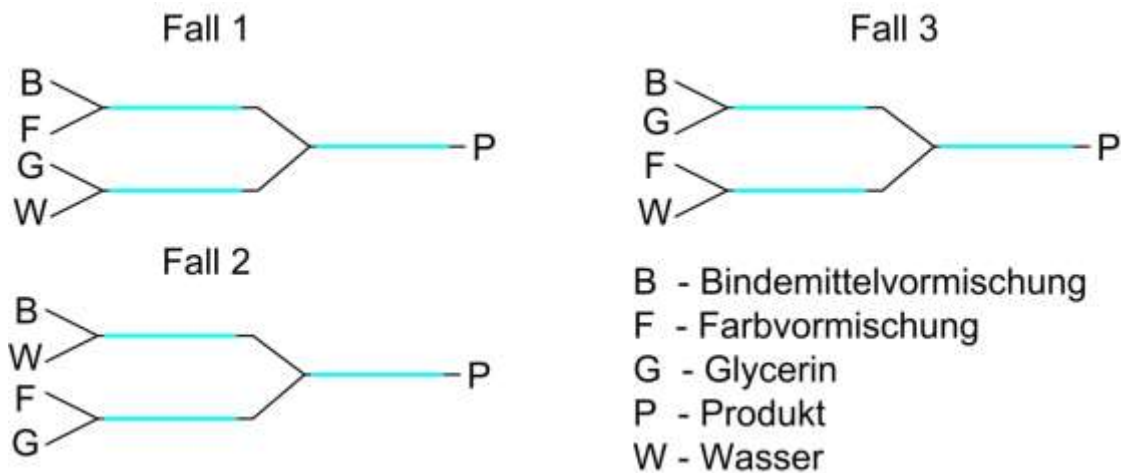 Fall 1
B
F
G
W
P
Fall 2
B
W
F
G
P
Fall 3
B
G
F
W
P
B - Bindemittelvormischung
F - Farbvormischung
G - Glycerin
P - Produkt
W - Wasser